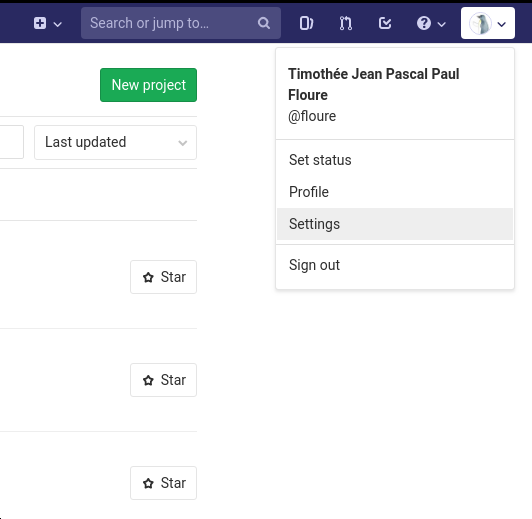 Search or jump to…
New project
Last updated
Star
Star
Star
Timothée Jean Pascal Paul
Floure
@floure
Set status
Profile
Settings
Sign out